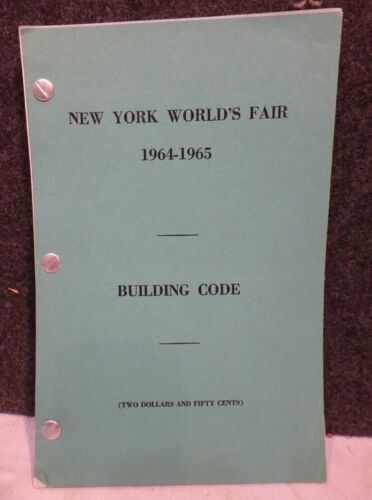 NEW YORK WORLD'S FAIR
1964-1965
BUILDING CODE
(TWO DOLLARS AND FIFTY CENTS)